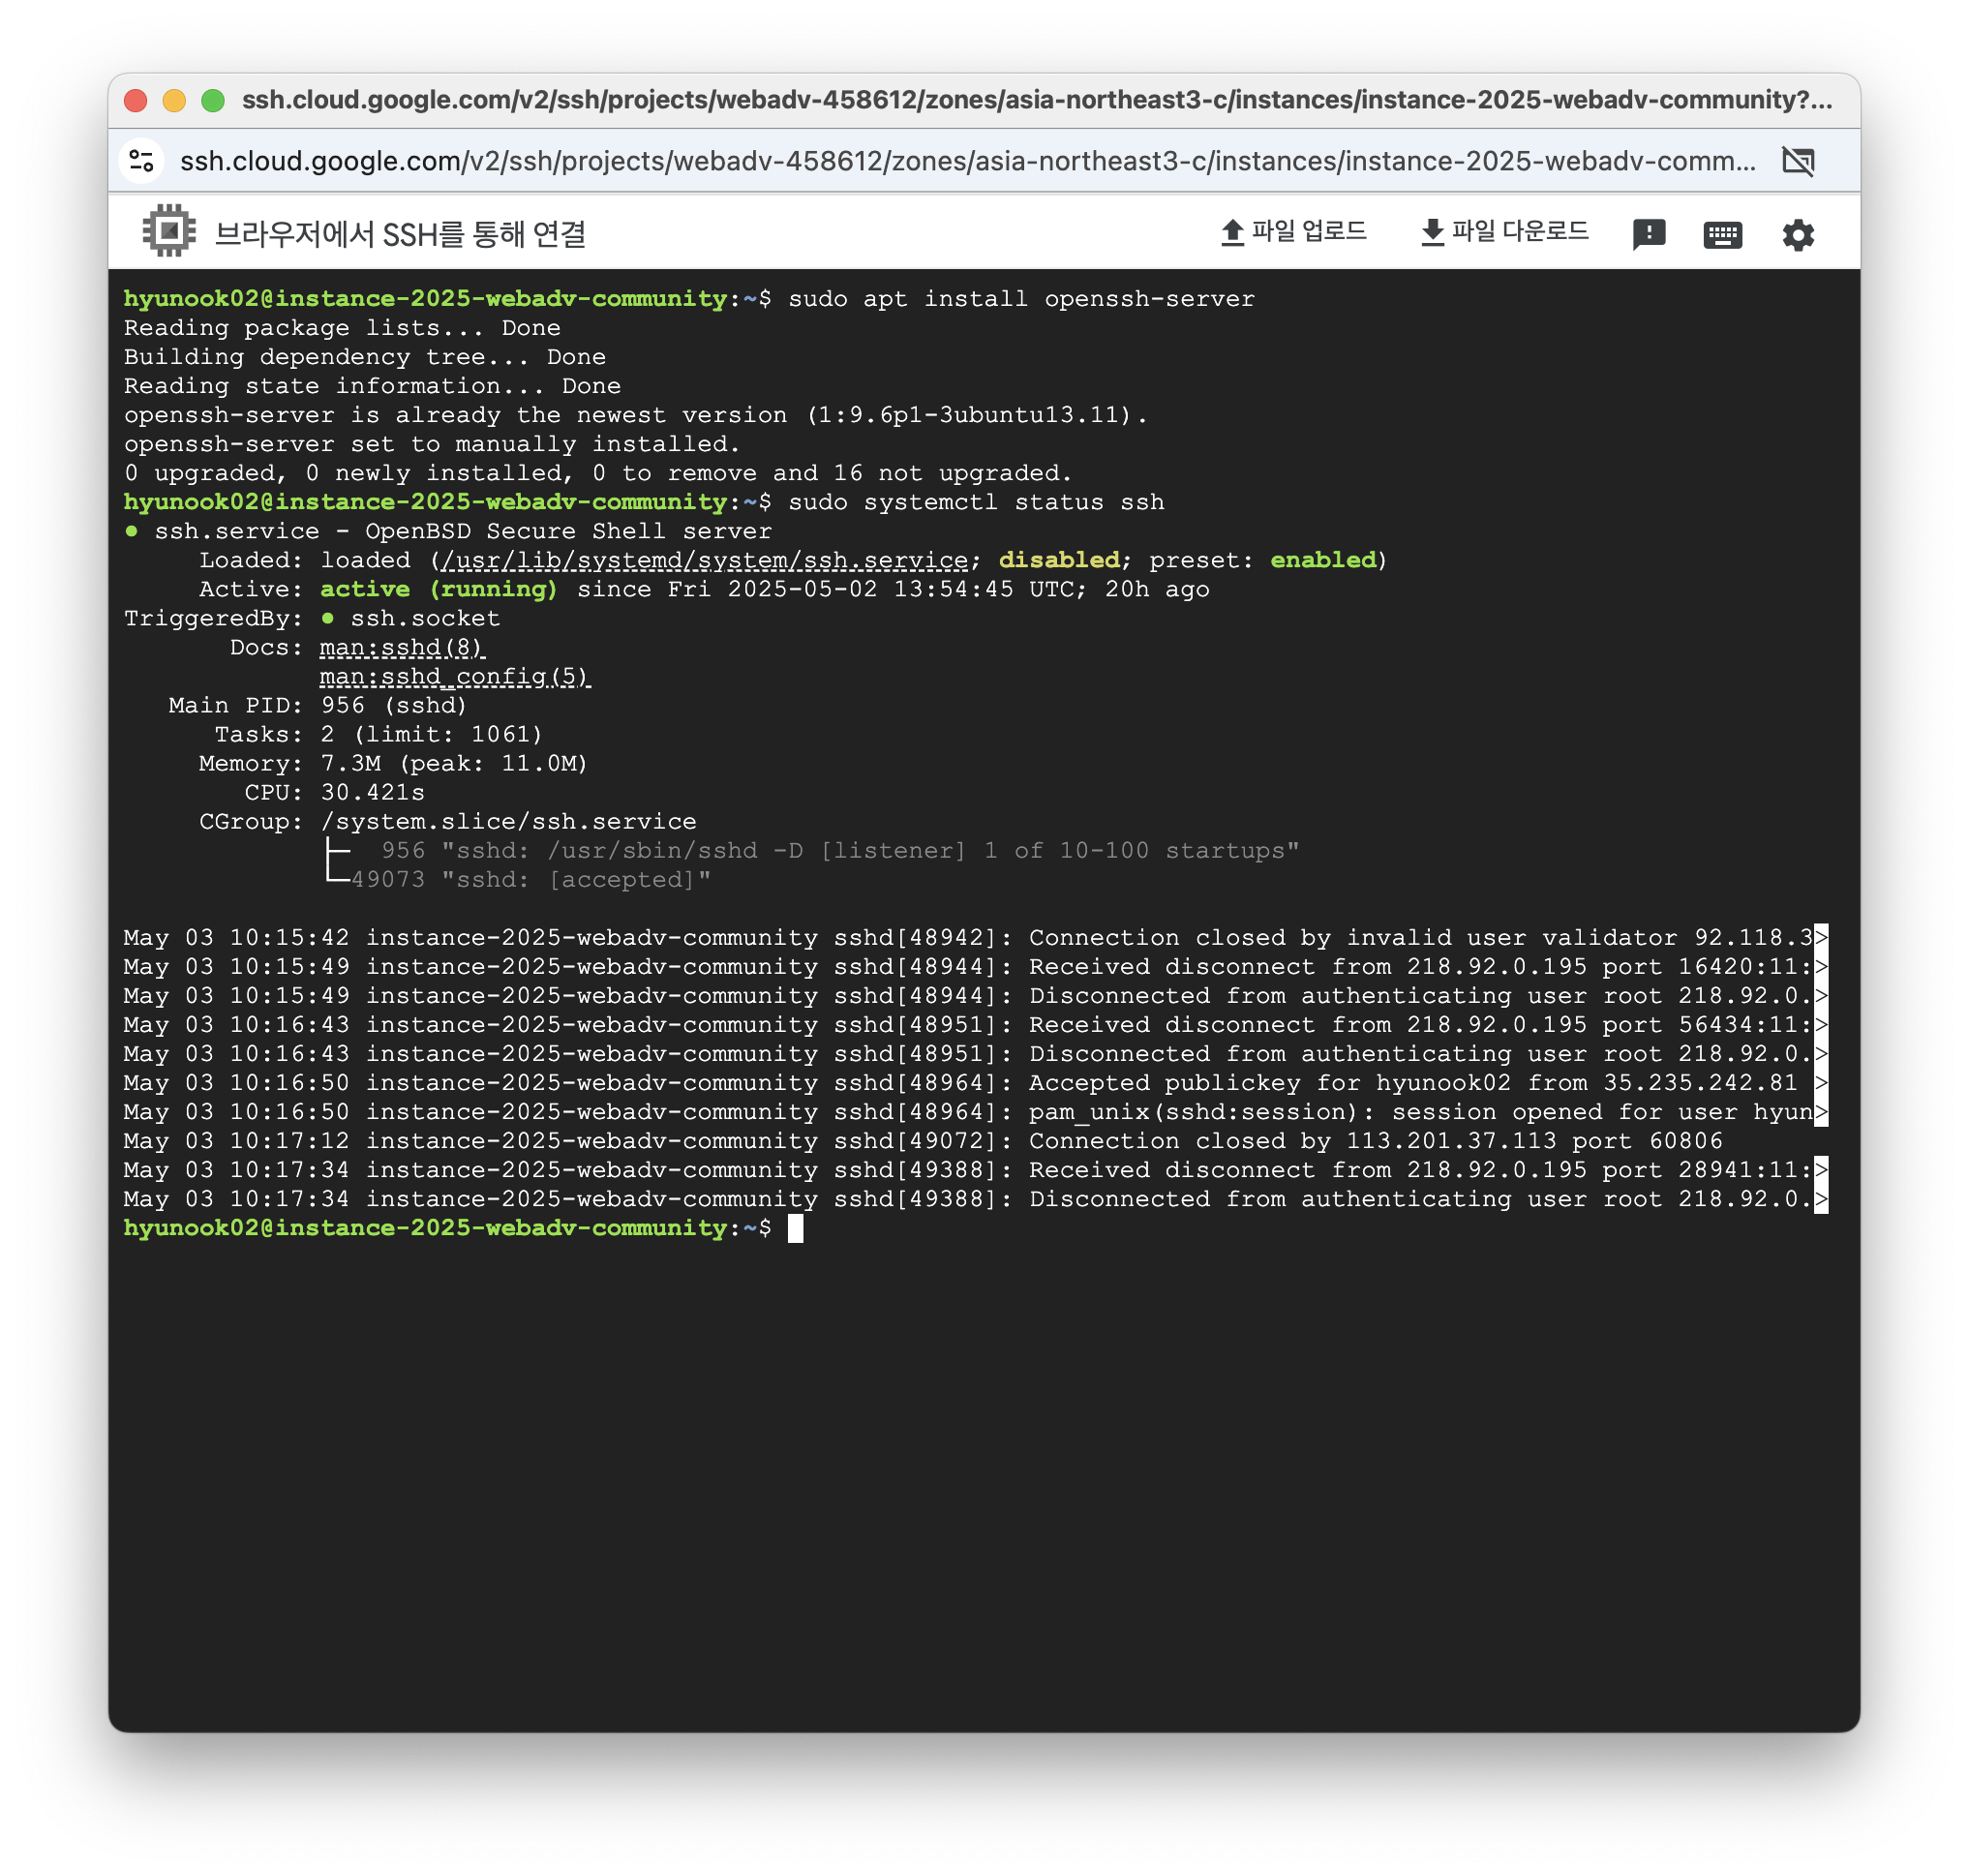 ssh.cloud.google.com/v2/ssh/projects/webadv-458612/zones/asia-northeast3-c/instances/instance-2025-webadv-community?...
ssh.cloud.google.com/v2/ssh/projects/webadv-458612/zones/asia-northeast3-c/instances/instance-2025-webadv-comm...
브라우저에서 SSH를 통해 연결 파일 업로드 파일 다운로드
hyunook02@instance-2025-webadv-community:~$ sudo apt install openssh-server
Reading package lists... Done
Building dependency tree... Done
Reading state information... Done
openssh-server is already the newest version (1:9.6p1-3ubuntu13.11).
openssh-server set to manually installed.
0 upgraded, 0 newly installed, 0 to remove and 16 not upgraded.
hyunook02@instance-2025-webadv-community:~$ sudo systemctl status ssh
● ssh.service - OpenBSD Secure Shell server
     Loaded: loaded (/usr/lib/systemd/system/ssh.service; disabled; preset: enabled)
     Active: active (running) since Fri 2025-05-02 13:54:45 UTC; 20h ago
TriggeredBy: ● ssh.socket
       Docs: man:sshd(8)
             man:sshd_config(5)
   Main PID: 956 (sshd)
      Tasks: 2 (limit: 1061)
     Memory: 7.3M (peak: 11.0M)
        CPU: 30.421s
     CGroup: /system.slice/ssh.service
             ├─  956 "sshd: /usr/sbin/sshd -D [listener] 1 of 10-100 startups"
             └─49073 "sshd: [accepted]"
May 03 10:15:42 instance-2025-webadv-community sshd[48942]: Connection closed by invalid user validator 92.118.3>
May 03 10:15:49 instance-2025-webadv-community sshd[48944]: Received disconnect from 218.92.0.195 port 16420:11:>
May 03 10:15:49 instance-2025-webadv-community sshd[48944]: Disconnected from authenticating user root 218.92.0.>
May 03 10:16:43 instance-2025-webadv-community sshd[48951]: Received disconnect from 218.92.0.195 port 56434:11:>
May 03 10:16:43 instance-2025-webadv-community sshd[48951]: Disconnected from authenticating user root 218.92.0.>
May 03 10:16:50 instance-2025-webadv-community sshd[48964]: Accepted publickey for hyunook02 from 35.235.242.81 >
May 03 10:16:50 instance-2025-webadv-community sshd[48964]: pam_unix(sshd:session): session opened for user hyun>
May 03 10:17:12 instance-2025-webadv-community sshd[49072]: Connection closed by 113.201.37.113 port 60806
May 03 10:17:34 instance-2025-webadv-community sshd[49388]: Received disconnect from 218.92.0.195 port 28941:11:>
May 03 10:17:34 instance-2025-webadv-community sshd[49388]: Disconnected from authenticating user root 218.92.0.>
hyunook02@instance-2025-webadv-community:~$